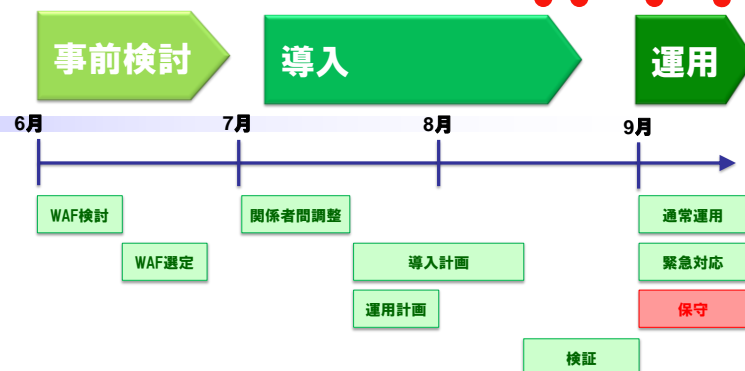 事前検討
導入
運用
6月
7月
8月
9月
WAF検討
関係者間調整
通常運用
WAF選定
導入計画
緊急対応
運用計画
保守
検証